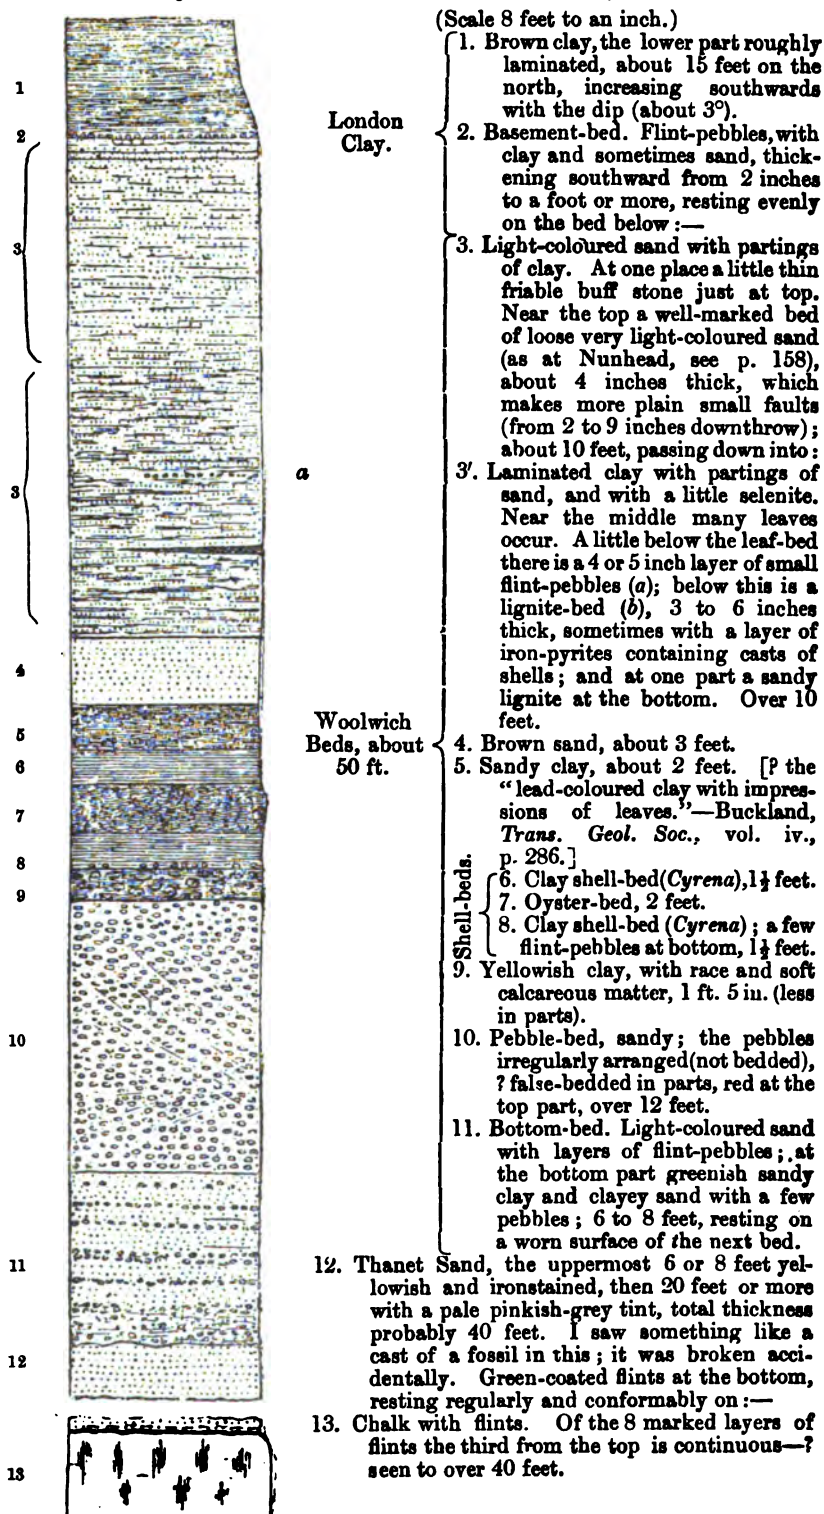 (Scale 8 feet to an inch.)
1
2
3
3
4
5
6
7
8
9
10
11
12
13
a
London
Clay.
1. Brown clay, the lower part roughly
laminated, about 15 feet on the
north, increasing southwards
with the dip (about 3°).
2. Basement-bed. Flint-pebbles, with
clay and sometimes sand, thick-
ening southward from 2 inches
to a foot or more, resting evenly
on the bed below :—
Woolwich
Beds, about
50 ft.
3. Light-coloured sand with partings
of clay. At one place a little thin
friable buff stone just at top.
Near the top a well-marked bed
of loose very light-coloured sand
(as at Nunhead, see p. 158),
about 4 inches thick, which
makes more plain small faults
(from 2 to 9 inches downthrow) ;
about 10 feet, passing down into :
3′. Laminated clay with partings of
sand, and with a little selenite.
Near the middle many leaves
occur. A little below the leaf-bed
there is a 4 or 5 inch layer of small
flint-pebbles (a); below this is a
lignite-bed (b), 3 to 6 inches
thick, sometimes with a layer of
iron-pyrites containing casts of
shells ; and at one part a sandy
lignite at the bottom. Over 10
feet.
4. Brown sand, about 3 feet.
5. Sandy clay, about 2 feet. [? the
“lead-coloured clay with impres-
sions of leaves.”—Buckland,
Trans. Geol. Soc., vol. iv.,
p. 286.]
Shell-beds.
6. Clay shell-bed (Cyrena), 1½ feet.
7. Oyster-bed, 2 feet.
8. Clay shell-bed (Cyrena) ; a few
flint-pebbles at bottom, 1½ feet.
9. Yellowish clay, with race and soft
calcareous matter, 1 ft. 5 in. (less
in parts).
10. Pebble-bed, sandy ; the pebbles
irregularly arranged (not bedded),
? false-bedded in parts, red at the
top part, over 12 feet.
11. Bottom-bed. Light-coloured sand
with layers of flint-pebbles ; at
the bottom part greenish sandy
clay and clayey sand with a few
pebbles ; 6 to 8 feet, resting on
a worn surface of the next bed.
12. Thanet Sand, the uppermost 6 or 8 feet yel-
lowish and ironstained, then 20 feet or more
with a pale pinkish-grey tint, total thickness
probably 40 feet. I saw something like a
cast of a fossil in this ; it was broken acci-
dentally. Green-coated flints at the bottom,
resting regularly and conformably on :—
13. Chalk with flints. Of the 8 marked layers of
flints the third from the top is continuous—?
seen to over 40 feet.